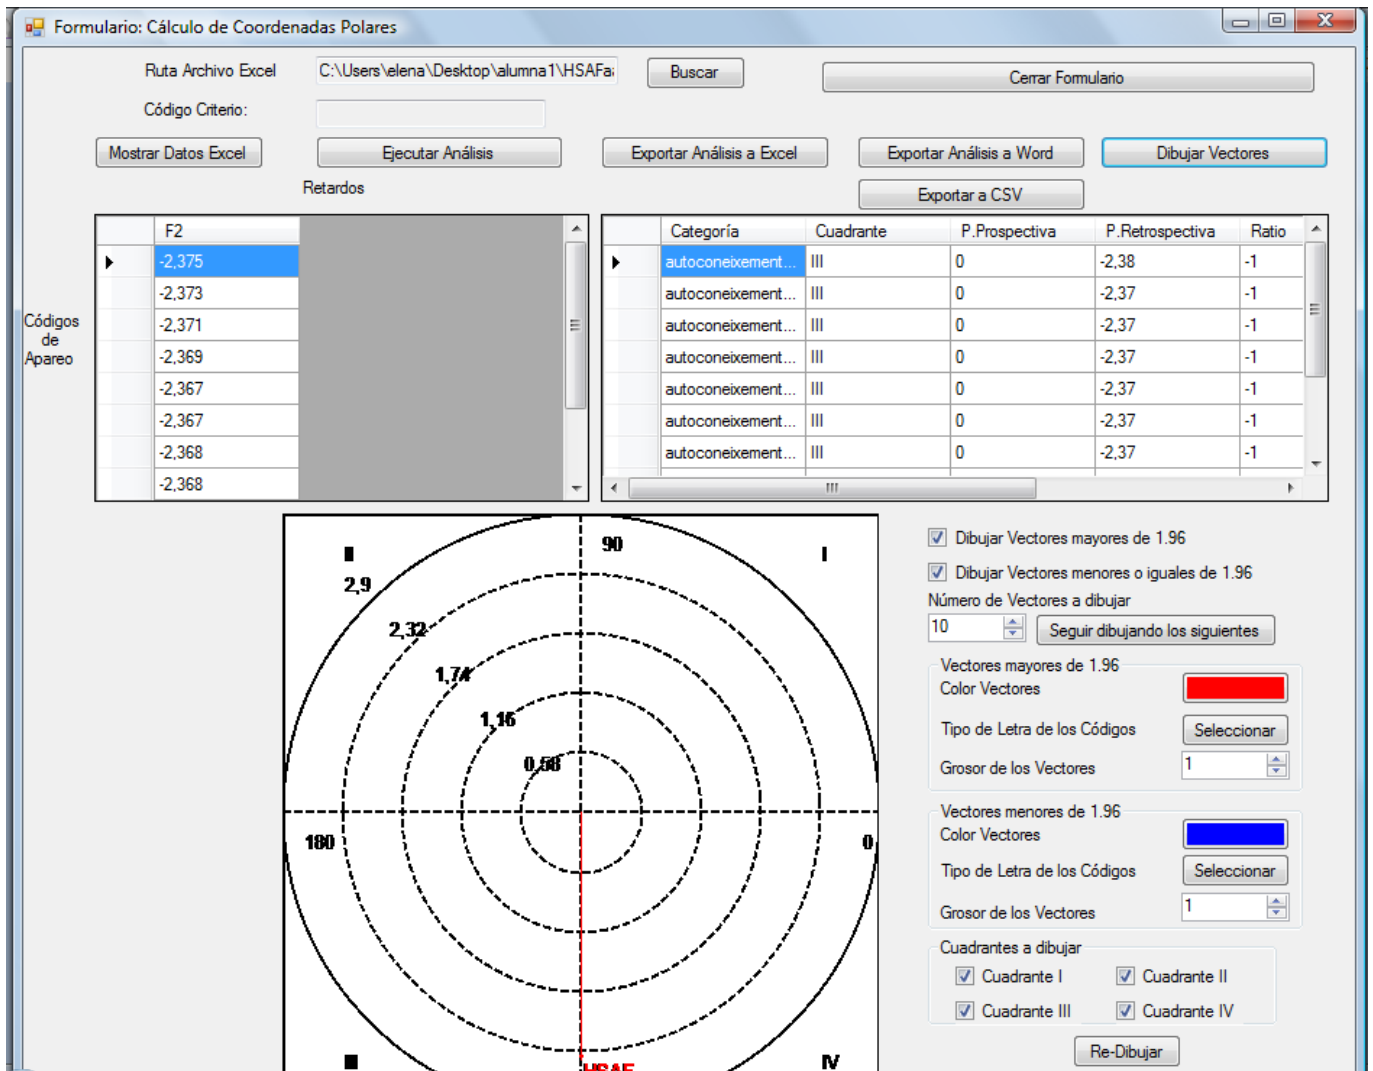 Formulario: Cálculo de Coordenadas Polares
Ruta Archivo Excel C:\Users\elena\Desktop\alumna1\HSAFa Buscar Cerrar Formulario
Código Criterio:
Mostrar Datos Excel Ejecutar Análisis Exportar Análisis a Excel Exportar Análisis a Word Dibujar Vectores
Retardos Exportar a CSV
F2 Categoría Cuadrante P.Prospectiva P.Retrospectiva Ratio
-2,375 autoconeixement... III 0 -2,38 -1
-2,373 autoconeixement... III 0 -2,37 -1
-2,371 autoconeixement... III 0 -2,37 -1
-2,369 autoconeixement... III 0 -2,37 -1
-2,367 autoconeixement... III 0 -2,37 -1
-2,367 autoconeixement... III 0 -2,37 -1
-2,368 autoconeixement... III 0 -2,37 -1
-2,368
Códigos
de
Apareo
II 90 I
2,9
2,32
1,74
1,16
0,58
180 0
III IV
HSAF
Dibujar Vectores mayores de 1.96
Dibujar Vectores menores o iguales de 1.96
Número de Vectores a dibujar
10 Seguir dibujando los siguientes
Vectores mayores de 1.96
Color Vectores
Tipo de Letra de los Códigos Seleccionar
Grosor de los Vectores 1
Vectores menores de 1.96
Color Vectores
Tipo de Letra de los Códigos Seleccionar
Grosor de los Vectores 1
Cuadrantes a dibujar
Cuadrante I Cuadrante II
Cuadrante III Cuadrante IV
Re-Dibujar